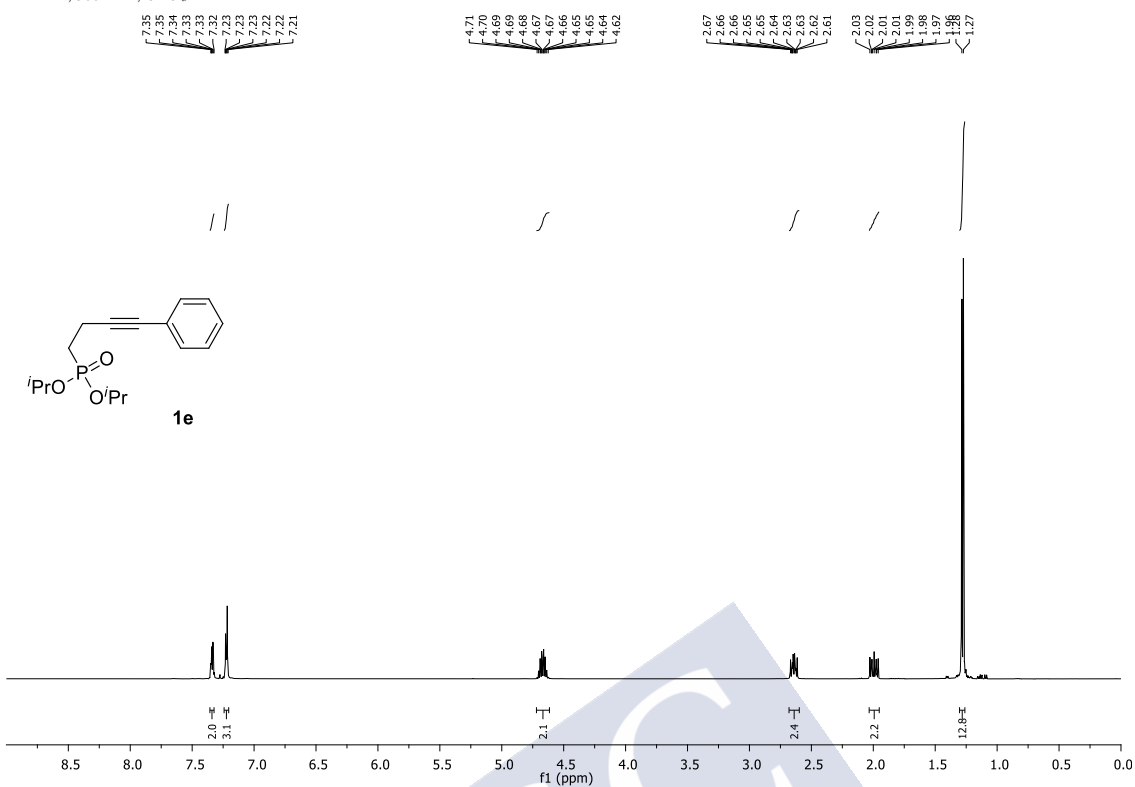 7.35 7.35 7.34 7.33 7.33 7.32 7.23 7.23 7.23 7.22 7.22 7.21
4.71 4.70 4.69 4.69 4.68 4.67 4.67 4.66 4.65 4.65 4.64 4.62
2.67 2.66 2.66 2.65 2.65 2.64 2.63 2.63 2.62 2.61
2.03 2.02 2.01 2.01 1.99 1.98 1.97 1.96 1.28 1.27
O
P
iPrO
OiPr
1e
2.0 3.1 2.1 2.4 2.2 12.8
8.5 8.0 7.5 7.0 6.5 6.0 5.5 5.0 4.5 4.0 3.5 3.0 2.5 2.0 1.5 1.0 0.5 0.0
f1 (ppm)